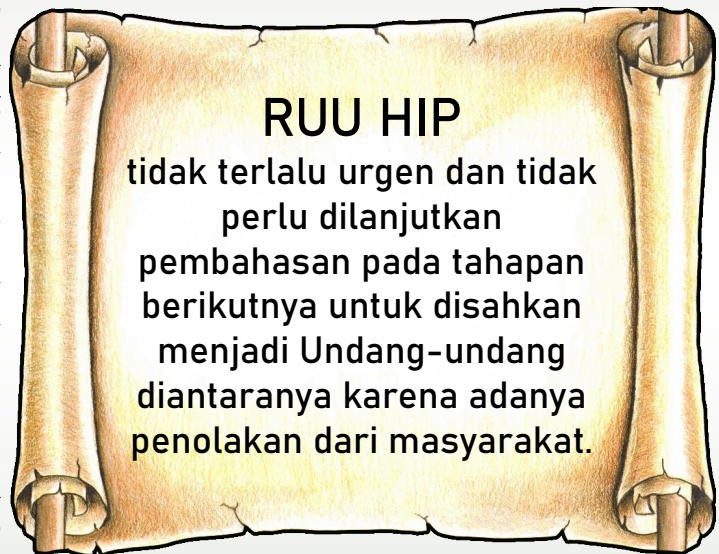 RUU HIP
tidak terlalu urgen dan tidak
perlu dilanjutkan
pembahasan pada tahapan
berikutnya untuk disahkan
menjadi Undang-undang
diantaranya karena adanya
penolakan dari masyarakat.